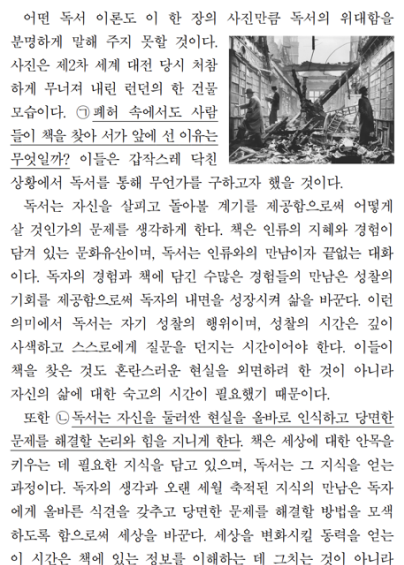 어떤 독서 이론도 이 한 장의 사진만큼 독서의 위대함을
분명하게 말해 주지 못할 것이다.
사진은 제2차 세계 대전 당시 처참
하게 무너져 내린 런던의 한 건물
모습이다. ㉠폐허 속에서도 사람
들이 책을 찾아 서가 앞에 선 이유는
무엇일까? 이들은 갑작스레 닥친
상황에서 독서를 통해 무언가를 구하고자 했을 것이다.
독서는 자신을 살피고 돌아볼 계기를 제공함으로써 어떻게
살 것인가의 문제를 생각하게 한다. 책은 인류의 지혜와 경험이
담겨 있는 문화유산이며, 독서는 인류와의 만남이자 끝없는 대화
이다. 독자의 경험과 책에 담긴 수많은 경험들의 만남은 성찰의
기회를 제공함으로써 독자의 내면을 성장시켜 삶을 바꾼다. 이런
의미에서 독서는 자기 성찰의 행위이며, 성찰의 시간은 깊이
사색하고 스스로에게 질문을 던지는 시간이어야 한다. 이들이
책을 찾은 것도 혼란스러운 현실을 외면하려 한 것이 아니라
자신의 삶에 대한 숙고의 시간이 필요했기 때문이다.
또한 ㉡독서는 자신을 둘러싼 현실을 올바로 인식하고 당면한
문제를 해결할 논리와 힘을 지니게 한다. 책은 세상에 대한 안목을
키우는 데 필요한 지식을 담고 있으며, 독서는 그 지식을 얻는
과정이다. 독자의 생각과 오랜 세월 축적된 지식의 만남은 독자
에게 올바른 식견을 갖추고 당면한 문제를 해결할 방법을 모색
하도록 함으로써 세상을 바꾼다. 세상을 변화시킬 동력을 얻는
이 시간은 책에 있는 정보를 이해하는 데 그치는 것이 아니라